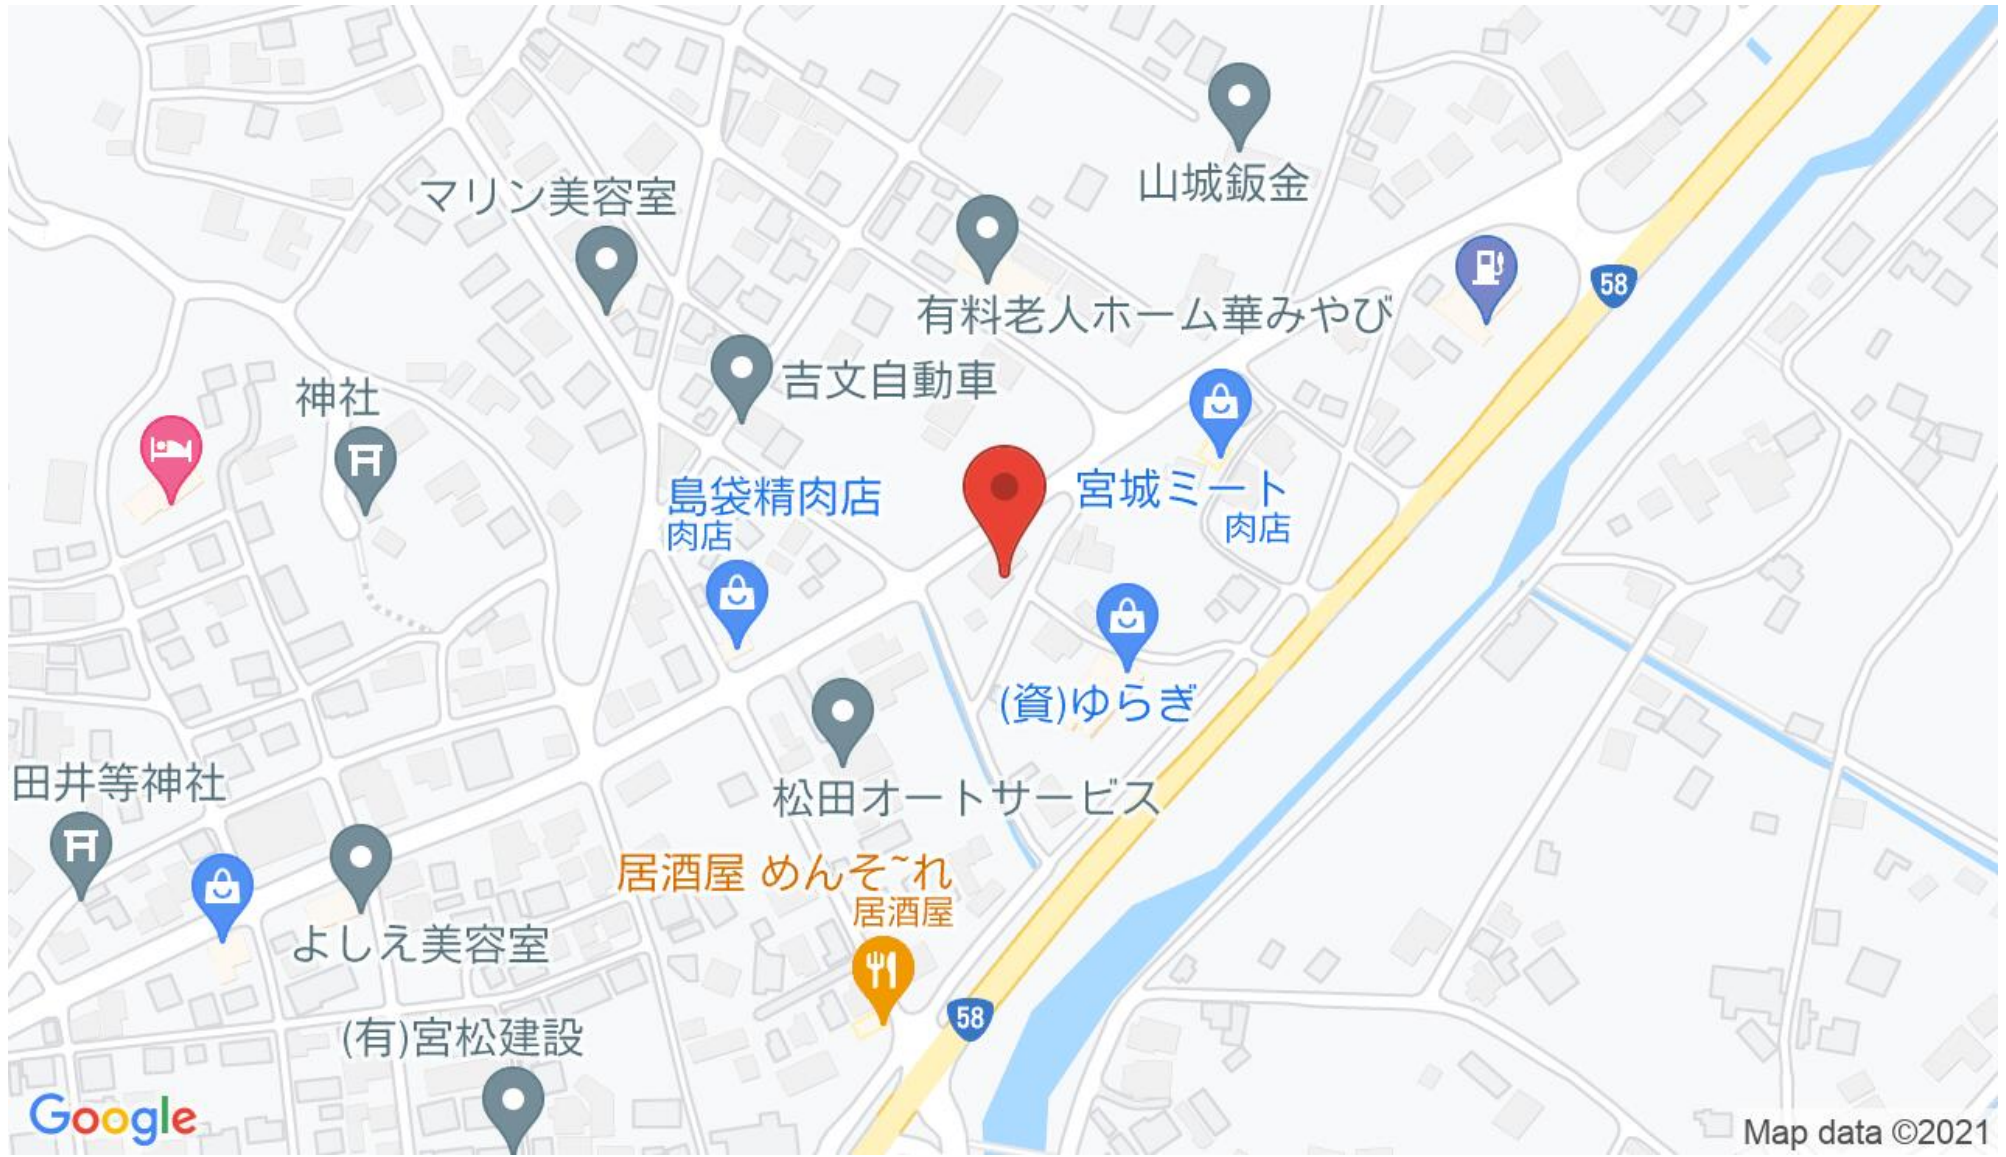 山城鈑金
マリン美容室
58
有料老人ホーム華みやび
吉文自動車
神社
島袋精肉店
肉店
宮城ミート
肉店
(資)ゆらぎ
田井等神社
松田オートサービス
居酒屋 めんそ~れ
居酒屋
よしえ美容室
58
(有)宮松建設
Google
Map data ©2021